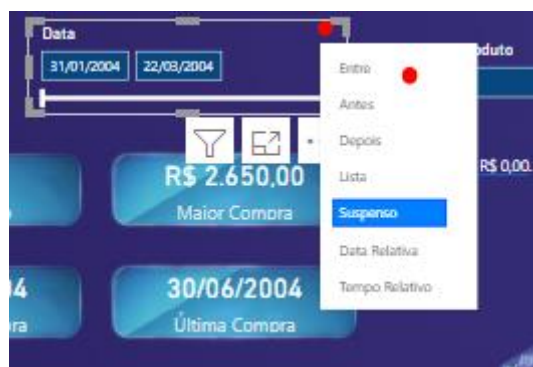 Data
31/01/2004 22/03/2004
oduto
Entre
Antes
Depois
Lista
Suspenso
Data Relativa
Tempo Relativo
R$ 0,00.
R$ 2.650,00
Maior Compra
04
ra
30/06/2004
Última Compra